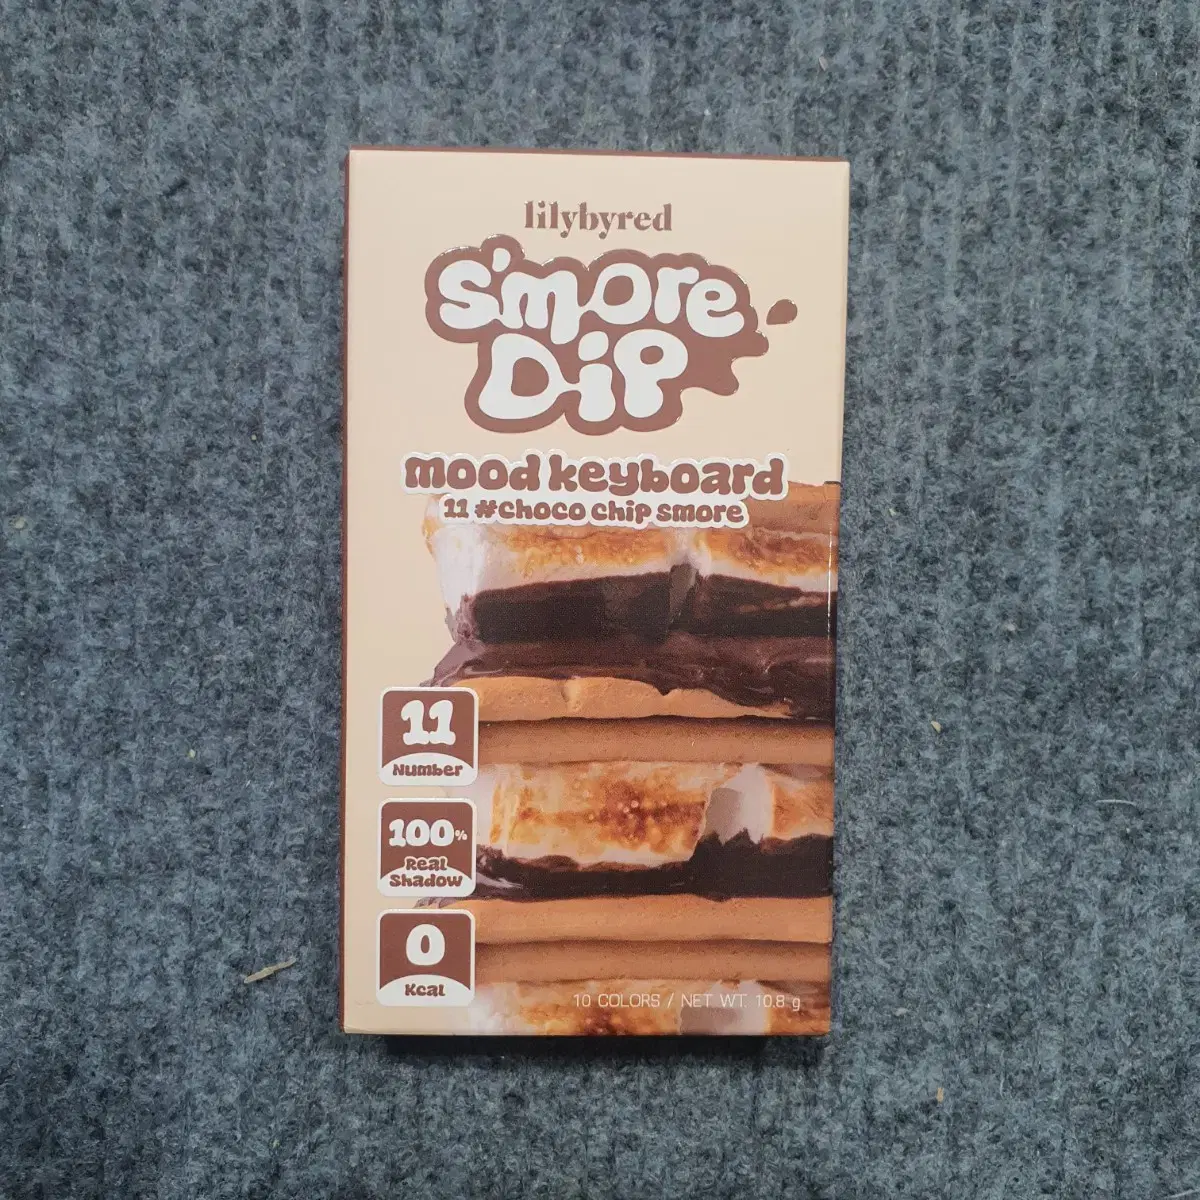 lilybyred
s'more
Dip
mood keyboard
11 #choco chip smore
11
Number
100%
Real
Shadow
0
Kcal
10 COLORS / NET WT. 10.8 g